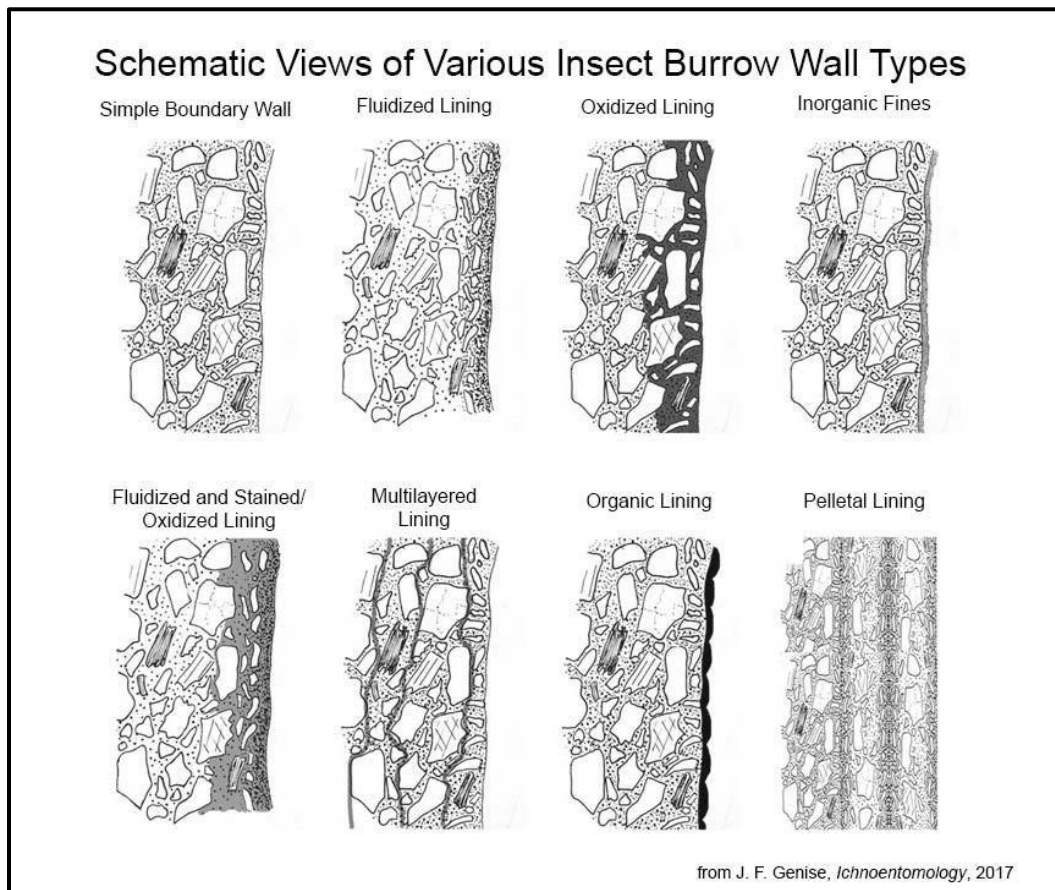 Schematic Views of Various Insect Burrow Wall Types
Simple Boundary Wall
Fluidized Lining
Oxidized Lining
Inorganic Fines
Fluidized and Stained/
Oxidized Lining
Multilayered
Lining
Organic Lining
Pelletal Lining
from J. F. Genise, Ichnoentomology, 2017